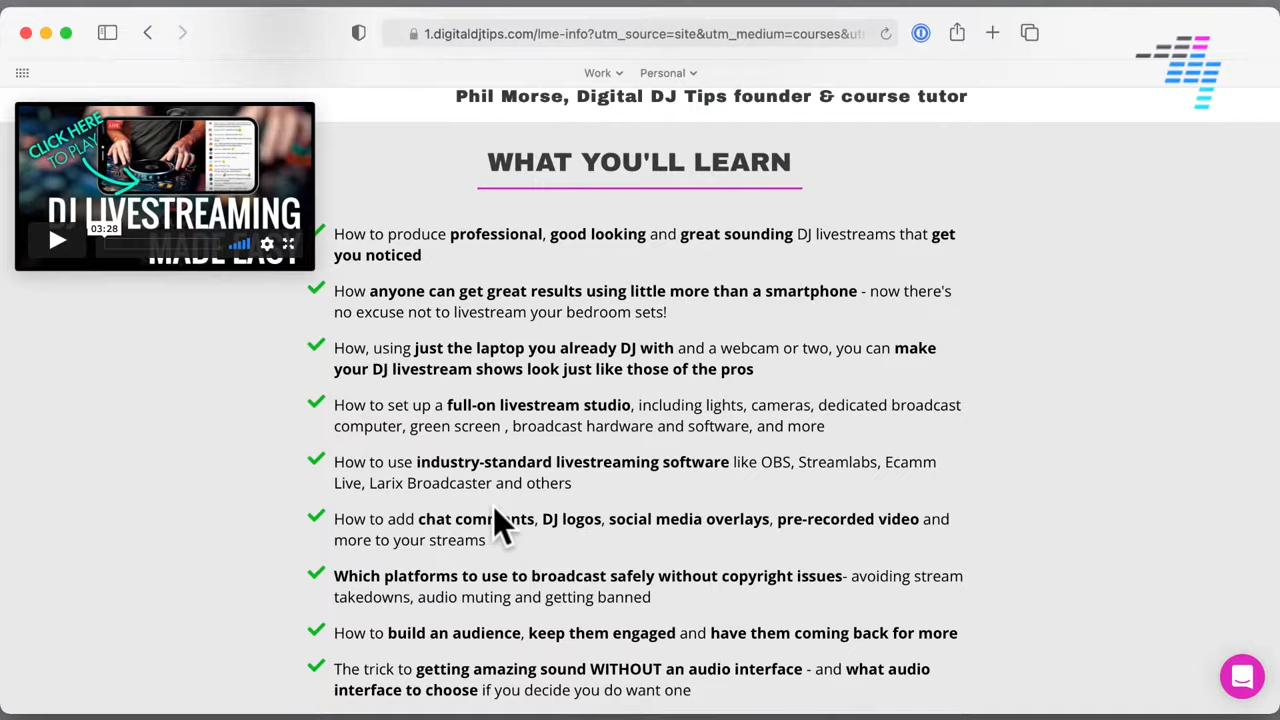 1.digitaldjtips.com/lme-info?utm_source=site&utm_medium=courses&ut
Work Personal
Phil Morse, Digital DJ Tips founder & course tutor
CLICK HERE
TO PLAY
DJ LIVESTREAMING
MADE EASY
03:28
WHAT YOU'LL LEARN
How to produce professional, good looking and great sounding DJ livestreams that get
you noticed
How anyone can get great results using little more than a smartphone - now there's
no excuse not to livestream your bedroom sets!
How, using just the laptop you already DJ with and a webcam or two, you can make
your DJ livestream shows look just like those of the pros
How to set up a full-on livestream studio, including lights, cameras, dedicated broadcast
computer, green screen , broadcast hardware and software, and more
How to use industry-standard livestreaming software like OBS, Streamlabs, Ecamm
Live, Larix Broadcaster and others
How to add chat comments, DJ logos, social media overlays, pre-recorded video and
more to your streams
Which platforms to use to broadcast safely without copyright issues- avoiding stream
takedowns, audio muting and getting banned
How to build an audience, keep them engaged and have them coming back for more
The trick to getting amazing sound WITHOUT an audio interface - and what audio
interface to choose if you decide you do want one